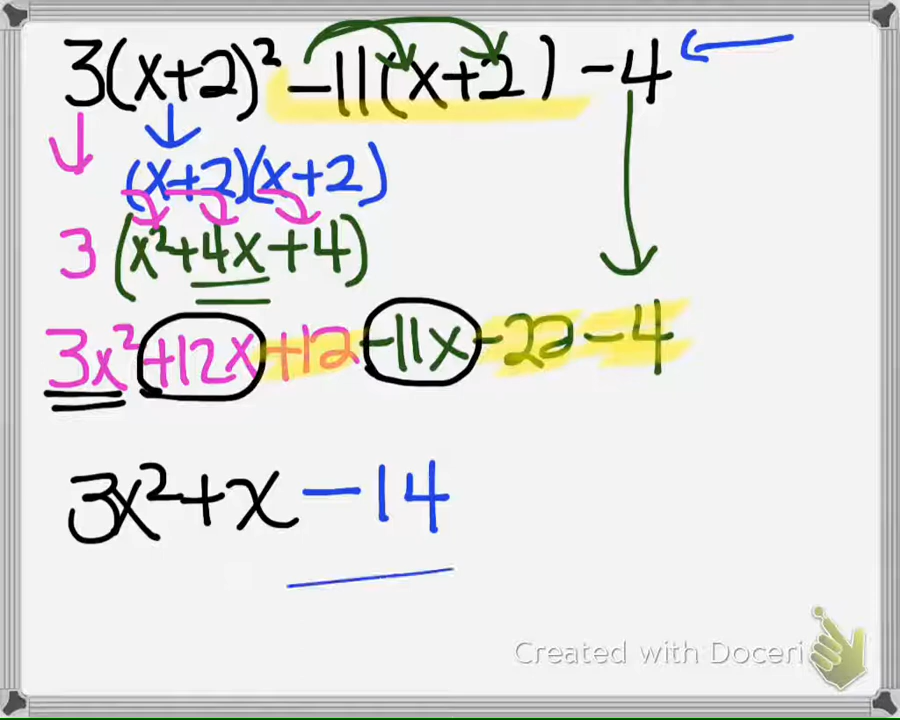 3(x+2)² -11(x+2) -4
(x+2)(x+2)
3 (x²+4x+4)
3x² +12x +12 -11x -22 -4
3x²+x -14
Created with Doceri